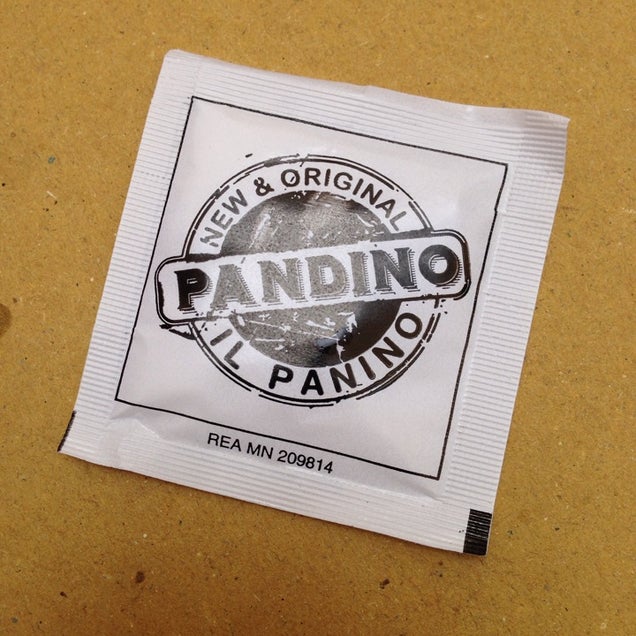 NEW & ORIGINAL
PANDINO
IL PANINO
REA MN 209814